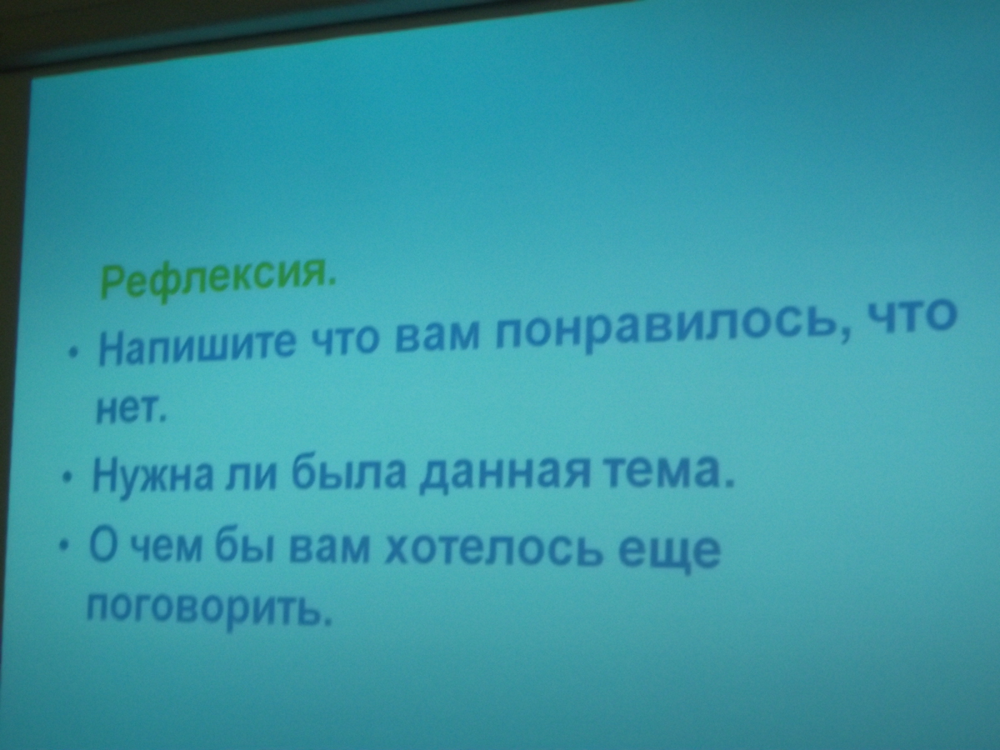 Рефлексия.
• Напишите что вам понравилось, что
нет.
• Нужна ли была данная тема.
• О чем бы вам хотелось еще
поговорить.